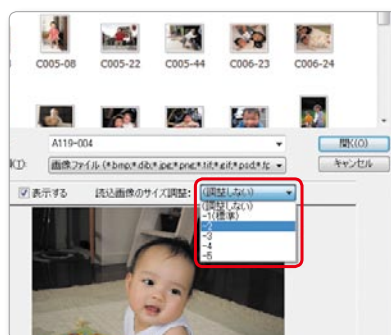 C005-08 C005-22 C005-44 C006-23 C006-24
A119-004 開く(O)
画像ファイル (*.bmp;*.dib;*.jpe;*.png;*.tif;*.gif;*.psd;*.fp キャンセル
表示する 読込画像のサイズ調整: (調整しない)
(調整しない)
-1(標準)
-2
-3
-4
-5